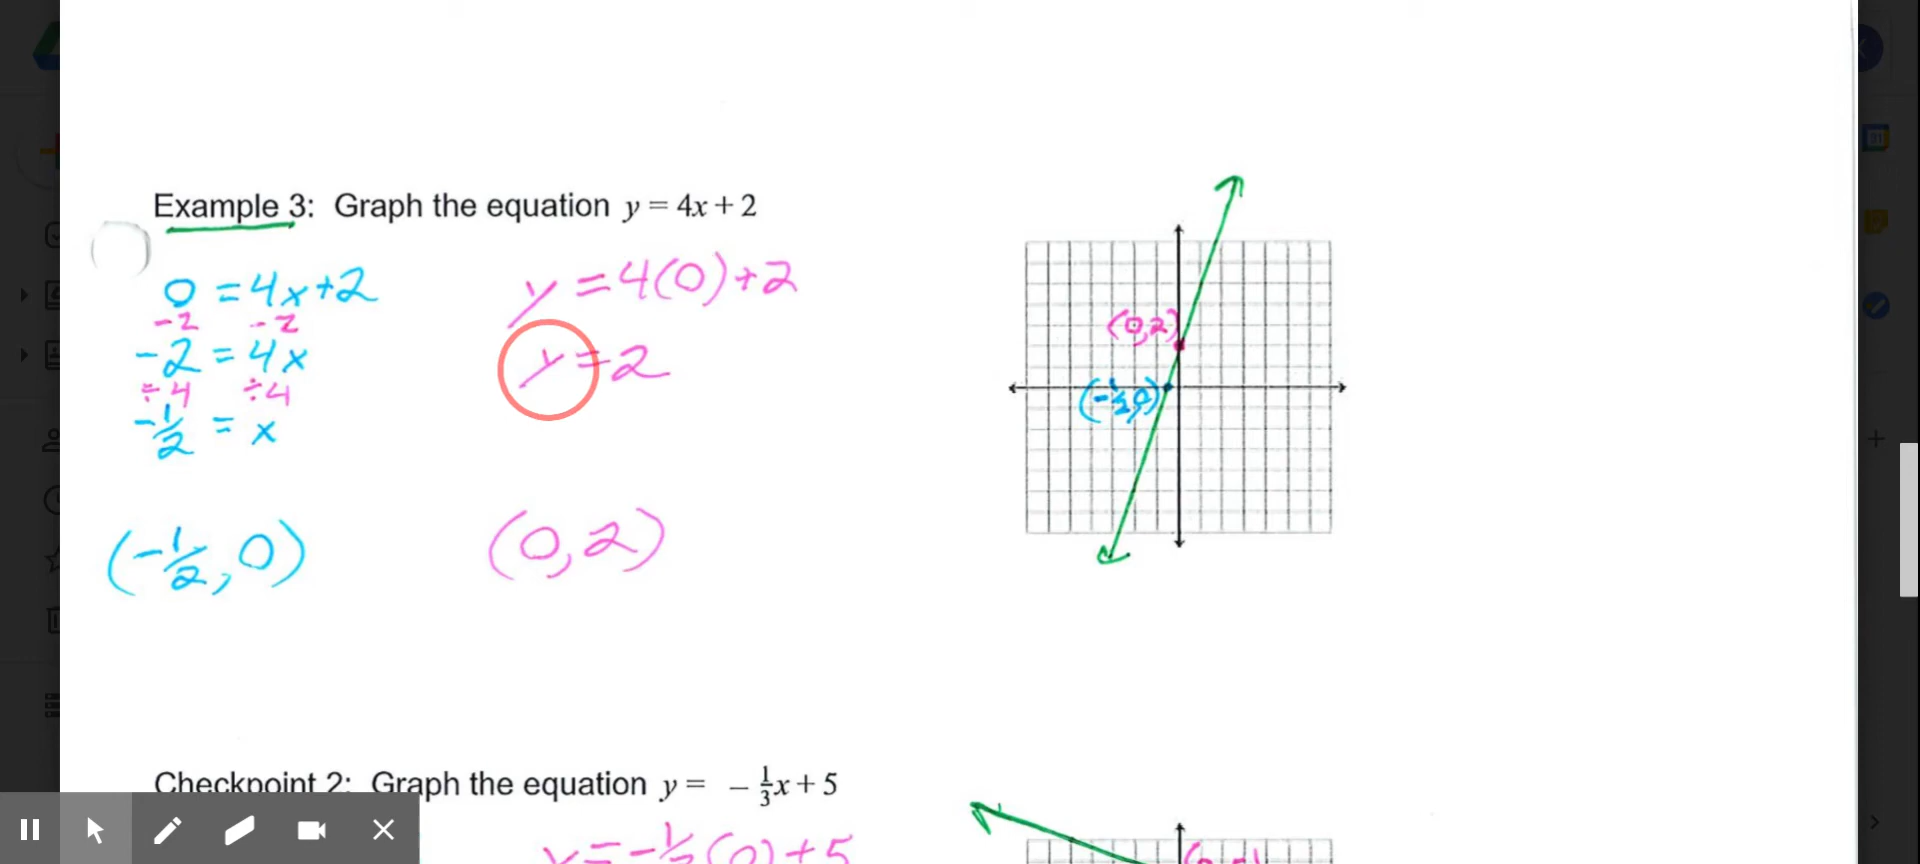 Example 3: Graph the equation y = 4x + 2
0 = 4x+2
-2 -2
-2 = 4x
÷4 ÷4
-1/2 = x
(-1/2, 0)
y = 4(0)+2
y = 2
(0,2)
(0,2)
(-1/2,0)
Checkpoint 2: Graph the equation y = - 1/3x + 5
31